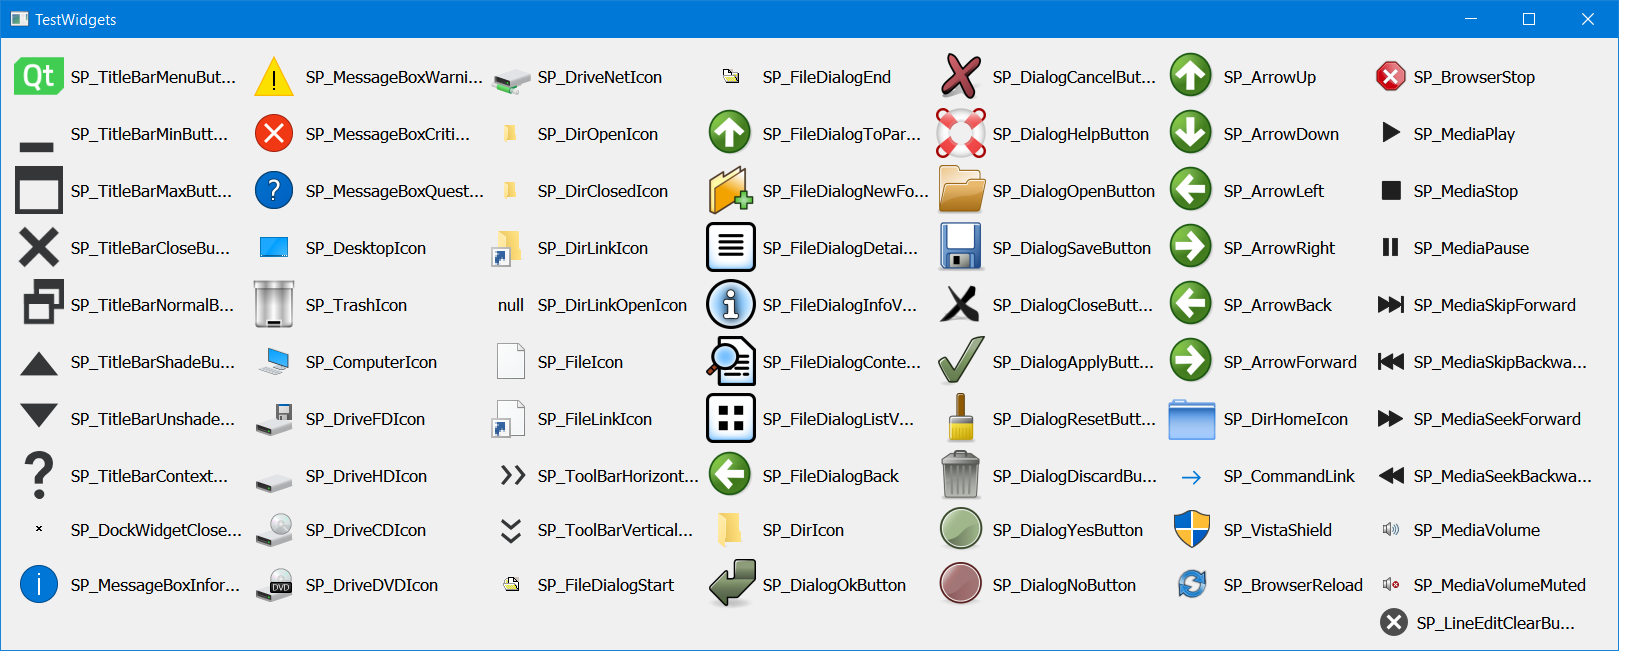 TestWidgets
Qt SP_TitleBarMenuBut... SP_MessageBoxWarni... SP_DriveNetIcon SP_FileDialogEnd SP_DialogCancelBut... SP_ArrowUp SP_BrowserStop
SP_TitleBarMinButt... SP_MessageBoxCriti... SP_DirOpenIcon SP_FileDialogToPar... SP_DialogHelpButton SP_ArrowDown SP_MediaPlay
SP_TitleBarMaxButt... SP_MessageBoxQuest... SP_DirClosedIcon SP_FileDialogNewFo... SP_DialogOpenButton SP_ArrowLeft SP_MediaStop
SP_TitleBarCloseBu... SP_DesktopIcon SP_DirLinkIcon SP_FileDialogDetai... SP_DialogSaveButton SP_ArrowRight SP_MediaPause
SP_TitleBarNormalB... SP_TrashIcon null SP_DirLinkOpenIcon SP_FileDialogInfoV... SP_DialogCloseButt... SP_ArrowBack SP_MediaSkipForward
SP_TitleBarShadeBu... SP_ComputerIcon SP_FileIcon SP_FileDialogConte... SP_DialogApplyButt... SP_ArrowForward SP_MediaSkipBackwa...
SP_TitleBarUnshade... SP_DriveFDIcon SP_FileLinkIcon SP_FileDialogListV... SP_DialogResetButt... SP_DirHomeIcon SP_MediaSeekForward
SP_TitleBarContext... SP_DriveHDIcon SP_ToolBarHorizont... SP_FileDialogBack SP_DialogDiscardBu... SP_CommandLink SP_MediaSeekBackwa...
SP_DockWidgetClose... SP_DriveCDIcon SP_ToolBarVertical... SP_DirIcon SP_DialogYesButton SP_VistaShield SP_MediaVolume
SP_MessageBoxInfor... DVD SP_DriveDVDIcon SP_FileDialogStart SP_DialogOkButton SP_DialogNoButton SP_BrowserReload SP_MediaVolumeMuted
SP_LineEditClearBu...